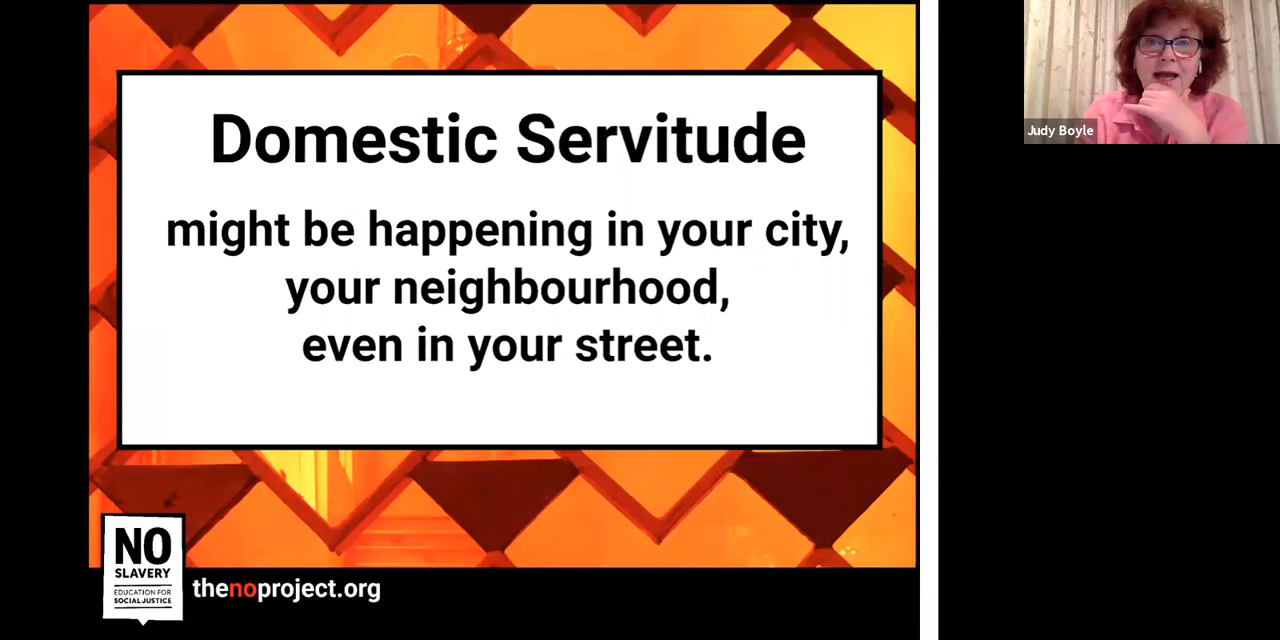 Domestic Servitude
might be happening in your city,
your neighbourhood,
even in your street.
NO
SLAVERY
EDUCATION FOR
SOCIAL JUSTICE
thenoproject.org
Judy Boyle